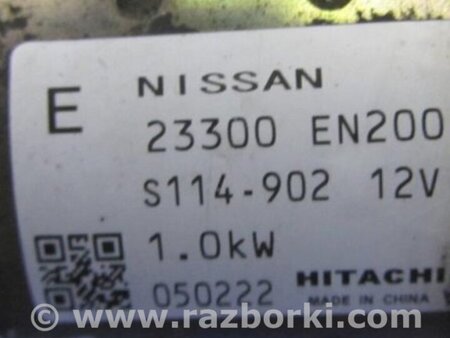 E NISSAN
23300 EN200
S114-902 12V
1.0kW
050222 HITACHI
MADE IN CHINA
www.razborki.com